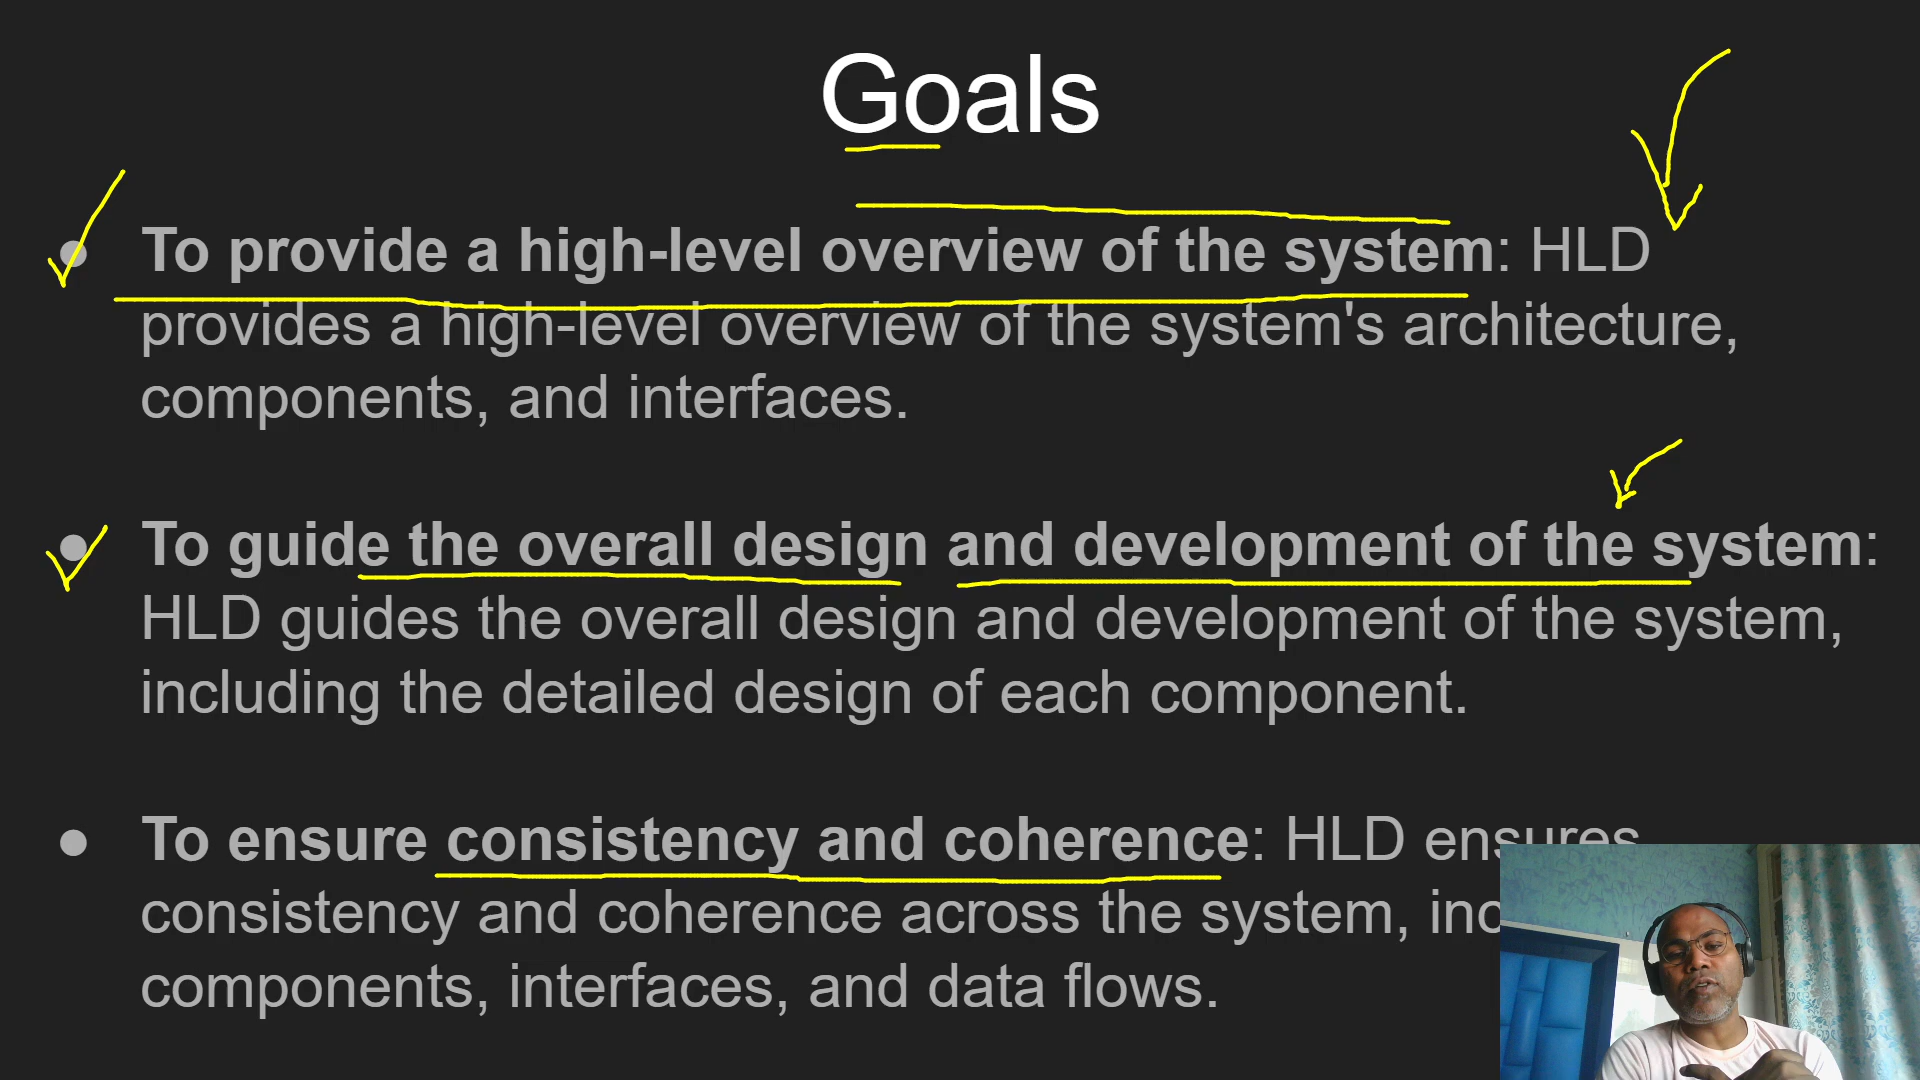 Goals
● To provide a high-level overview of the system: HLD
provides a high-level overview of the system's architecture,
components, and interfaces.
● To guide the overall design and development of the system:
HLD guides the overall design and development of the system,
including the detailed design of each component.
● To ensure consistency and coherence: HLD ensures
consistency and coherence across the system,
components, interfaces, and data flows.